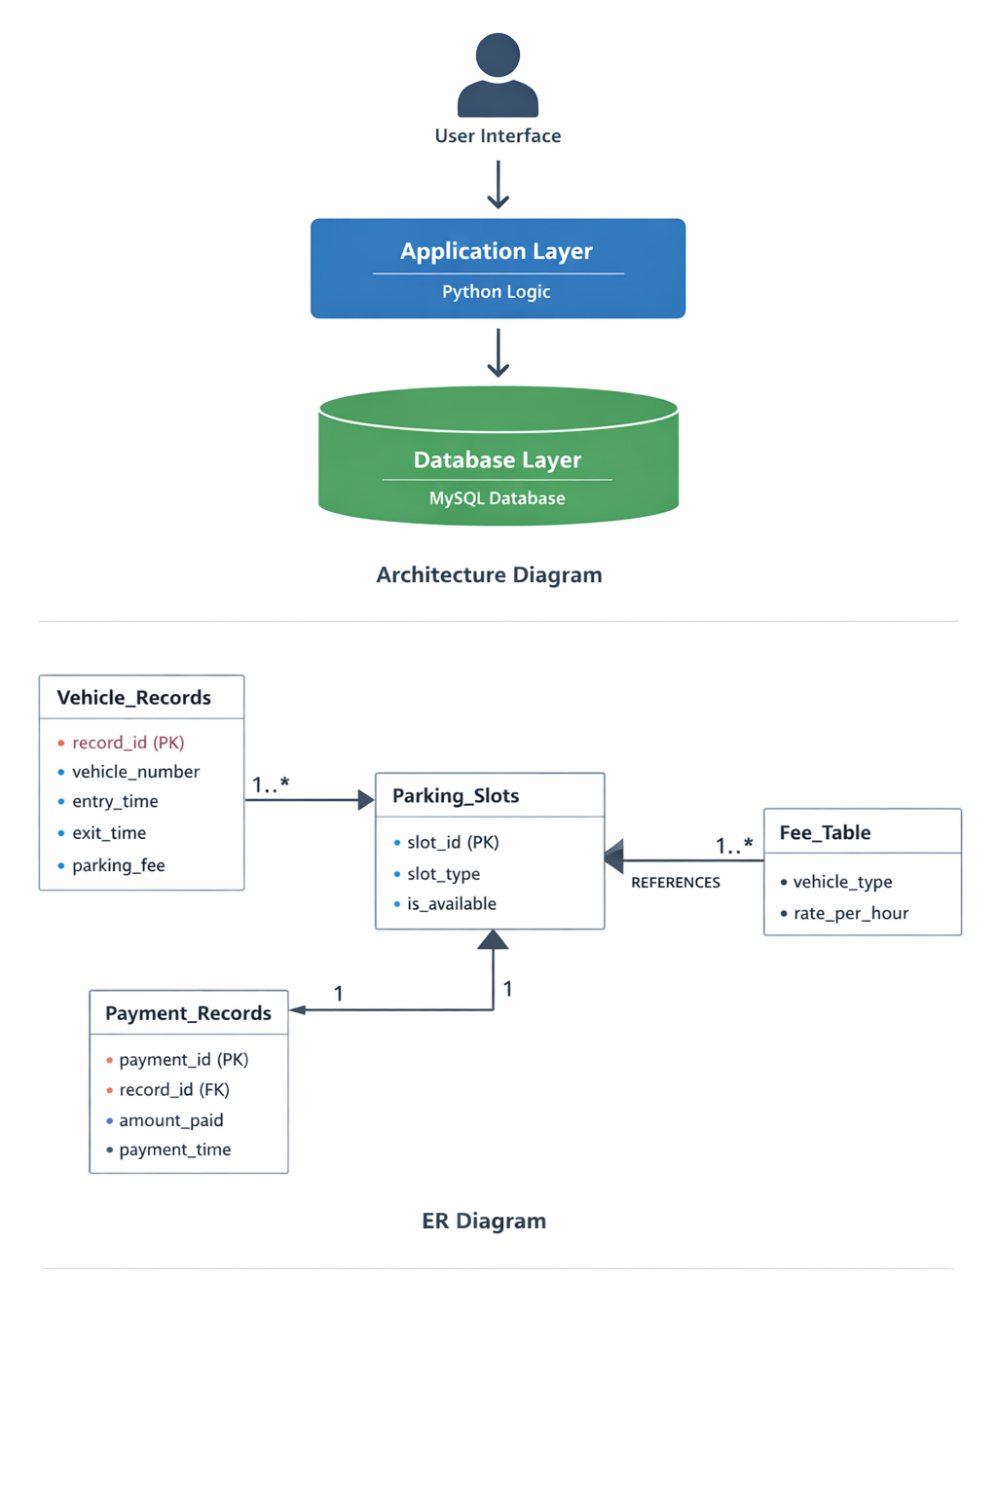 User Interface
Application Layer
Python Logic
Database Layer
MySQL Database
Architecture Diagram
Vehicle_Records
record_id (PK)
vehicle_number
entry_time
exit_time
parking_fee
1..*
Parking_Slots
slot_id (PK)
slot_type
is_available
1..*
REFERENCES
Fee_Table
vehicle_type
rate_per_hour
1
1
Payment_Records
payment_id (PK)
record_id (FK)
amount_paid
payment_time
ER Diagram